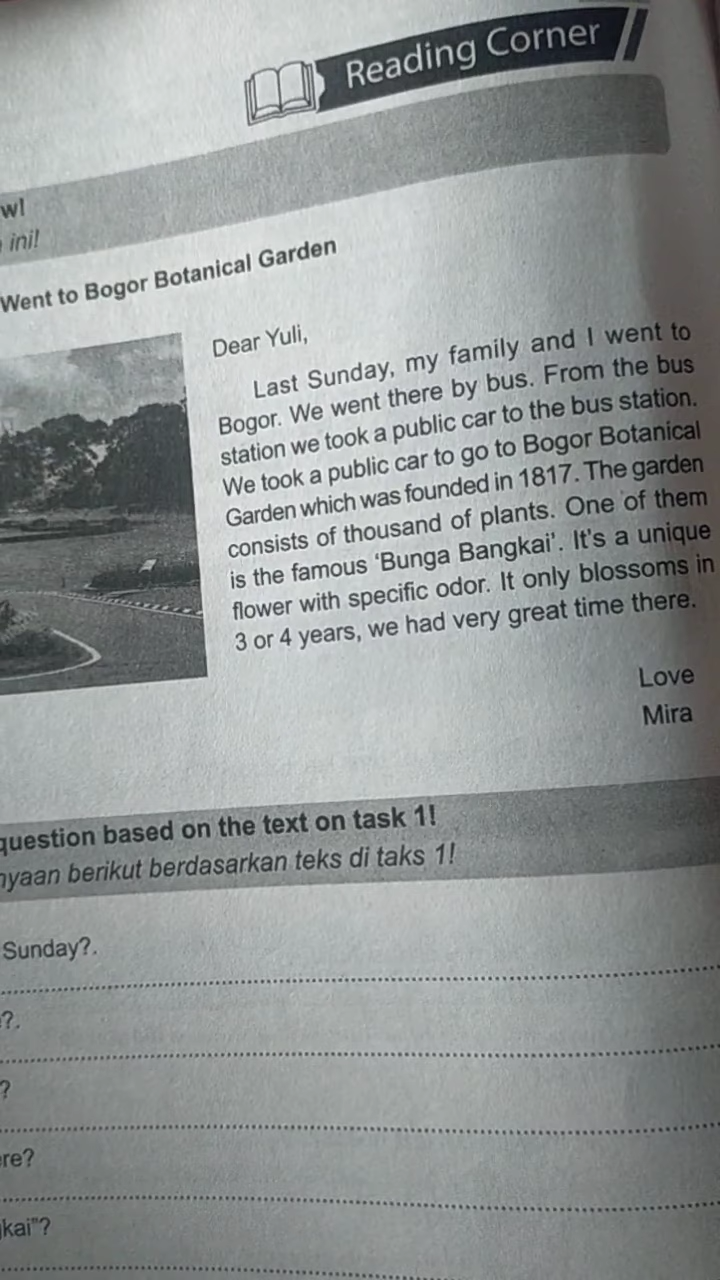 Reading Corner
ini!
Went to Bogor Botanical Garden
Dear Yuli,
Last Sunday, my family and I went to
Bogor. We went there by bus. From the bus
station we took a public car to the bus station.
We took a public car to go to Bogor Botanical
Garden which was founded in 1817. The garden
consists of thousand of plants. One of them
is the famous ‘Bunga Bangkai’. It's a unique
flower with specific odor. It only blossoms in
3 or 4 years, we had very great time there.
Love
Mira
question based on the text on task 1!
berikut berdasarkan teks di taks 1!
Sunday?.
?.
?
?
?